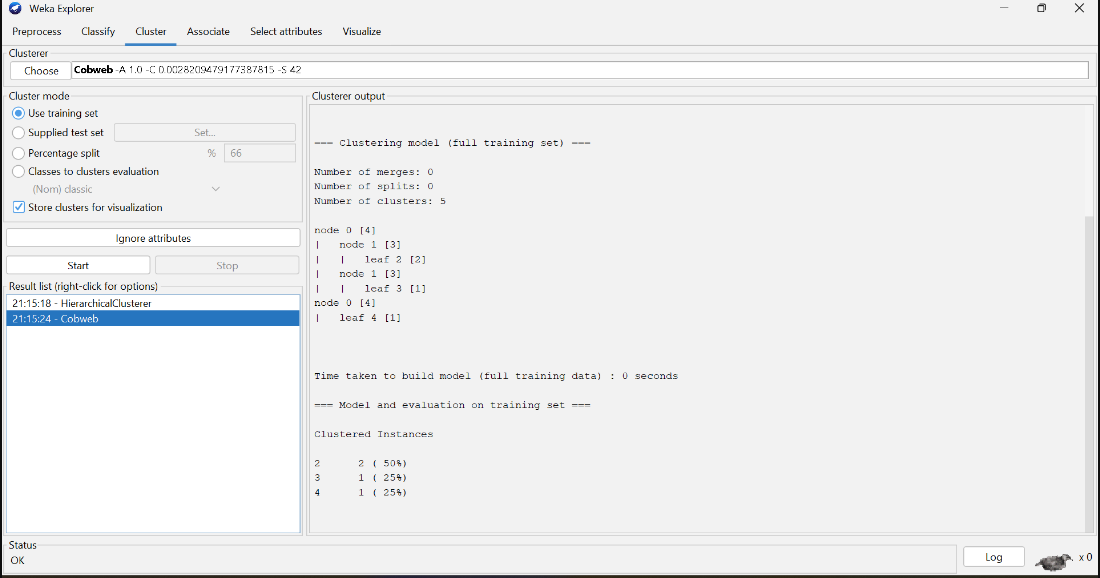 Weka Explorer
Preprocess Classify Cluster Associate Select attributes Visualize
Clusterer
Choose Cobweb -A 1.0 -C 0.0028209479177387815 -S 42
Cluster mode
Use training set
Supplied test set Set...
Percentage split % 66
Classes to clusters evaluation
(Nom) classic
Store clusters for visualization
Ignore attributes
Start Stop
Result list (right-click for options)
21:15:18 - HierarchicalClusterer
21:15:24 - Cobweb
Clusterer output
=== Clustering model (full training set) ===
Number of merges: 0
Number of splits: 0
Number of clusters: 5
node 0 [4]
|   node 1 [3]
|   |   leaf 2 [2]
|   node 1 [3]
|   |   leaf 3 [1]
node 0 [4]
|   leaf 4 [1]
Time taken to build model (full training data) : 0 seconds
=== Model and evaluation on training set ===
Clustered Instances
2      2 ( 50%)
3      1 ( 25%)
4      1 ( 25%)
Status
OK
Log x 0